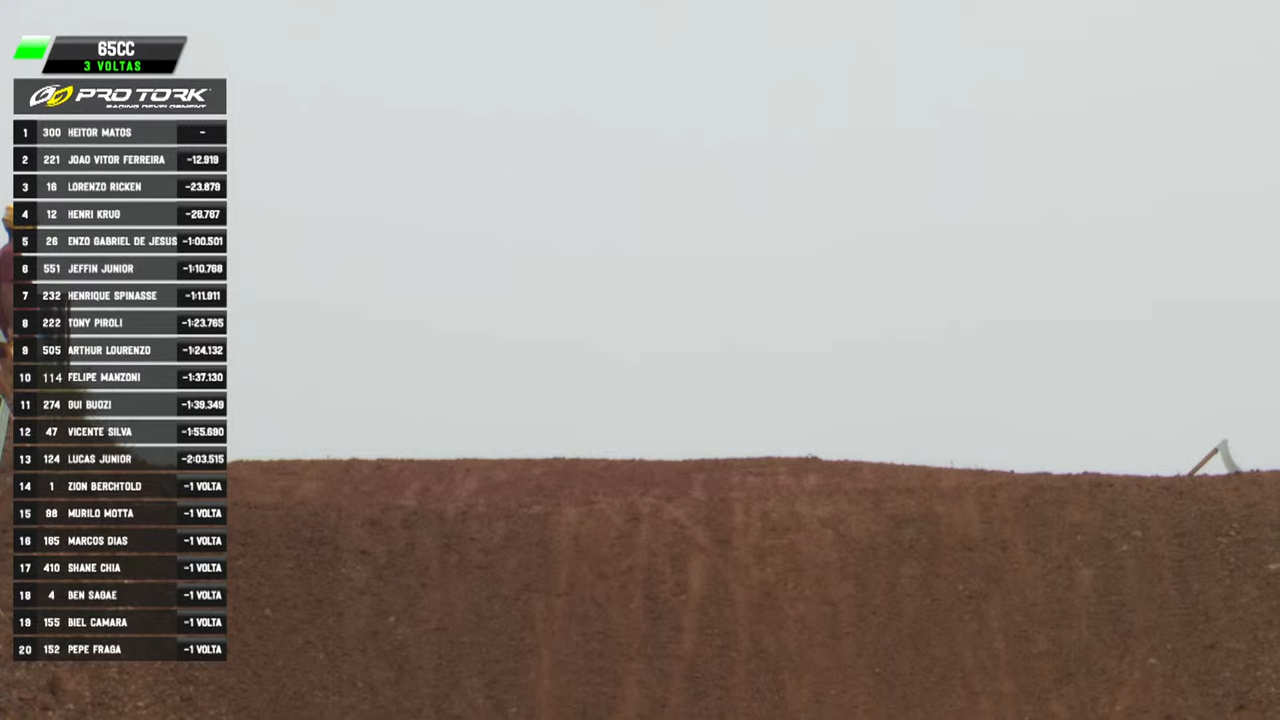 65CC
3 VOLTAS
PRO TORK
RACING DEVELOPMENT
1 300 HEITOR MATOS -
2 221 JOAO VITOR FERREIRA -12.919
3 16 LORENZO RICKEN -23.879
4 12 HENRI KRUG -26.767
5 26 ENZO GABRIEL DE JESUS -1:00.501
6 551 JEFFIN JUNIOR -1:10.768
7 232 HENRIQUE SPINASSE -1:11.911
8 222 TONY PIROLI -1:23.765
9 505 ARTHUR LOURENZO -1:24.132
10 114 FELIPE MANZONI -1:37.130
11 274 GUI BUOZI -1:39.349
12 47 VICENTE SILVA -1:55.690
13 124 LUCAS JUNIOR -2:03.515
14 1 ZION BERCHTOLD -1 VOLTA
15 98 MURILO MOTTA -1 VOLTA
16 165 MARCOS DIAS -1 VOLTA
17 410 SHANE CHIA -1 VOLTA
18 4 BEN SAGAE -1 VOLTA
19 155 BIEL CAMARA -1 VOLTA
20 152 PEPE FRAGA -1 VOLTA